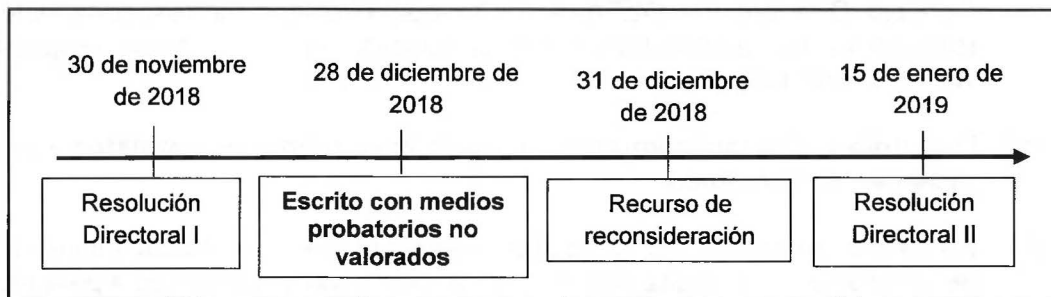 30 de noviembre
de 2018
28 de diciembre de
2018
31 de diciembre
de 2018
15 de enero de
2019
Resolución
Directoral I
Escrito con medios
probatorios no
valorados
Recurso de
reconsideración
Resolución
Directoral II